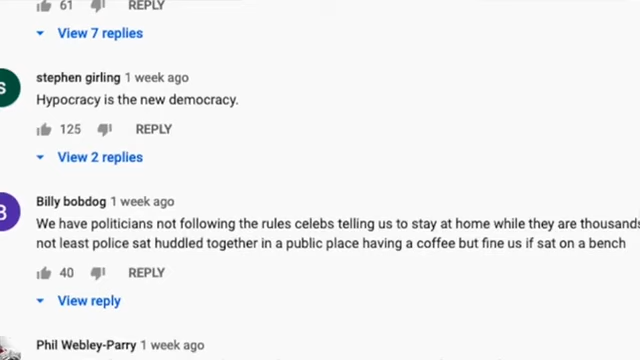 61 REPLY
View 7 replies
S
stephen girling 1 week ago
Hypocracy is the new democracy.
125 REPLY
View 2 replies
B
Billy bobdog 1 week ago
We have politicians not following the rules celebs telling us to stay at home while they are thousands
not least police sat huddled together in a public place having a coffee but fine us if sat on a bench
40 REPLY
View reply
Phil Webley-Parry 1 week ago